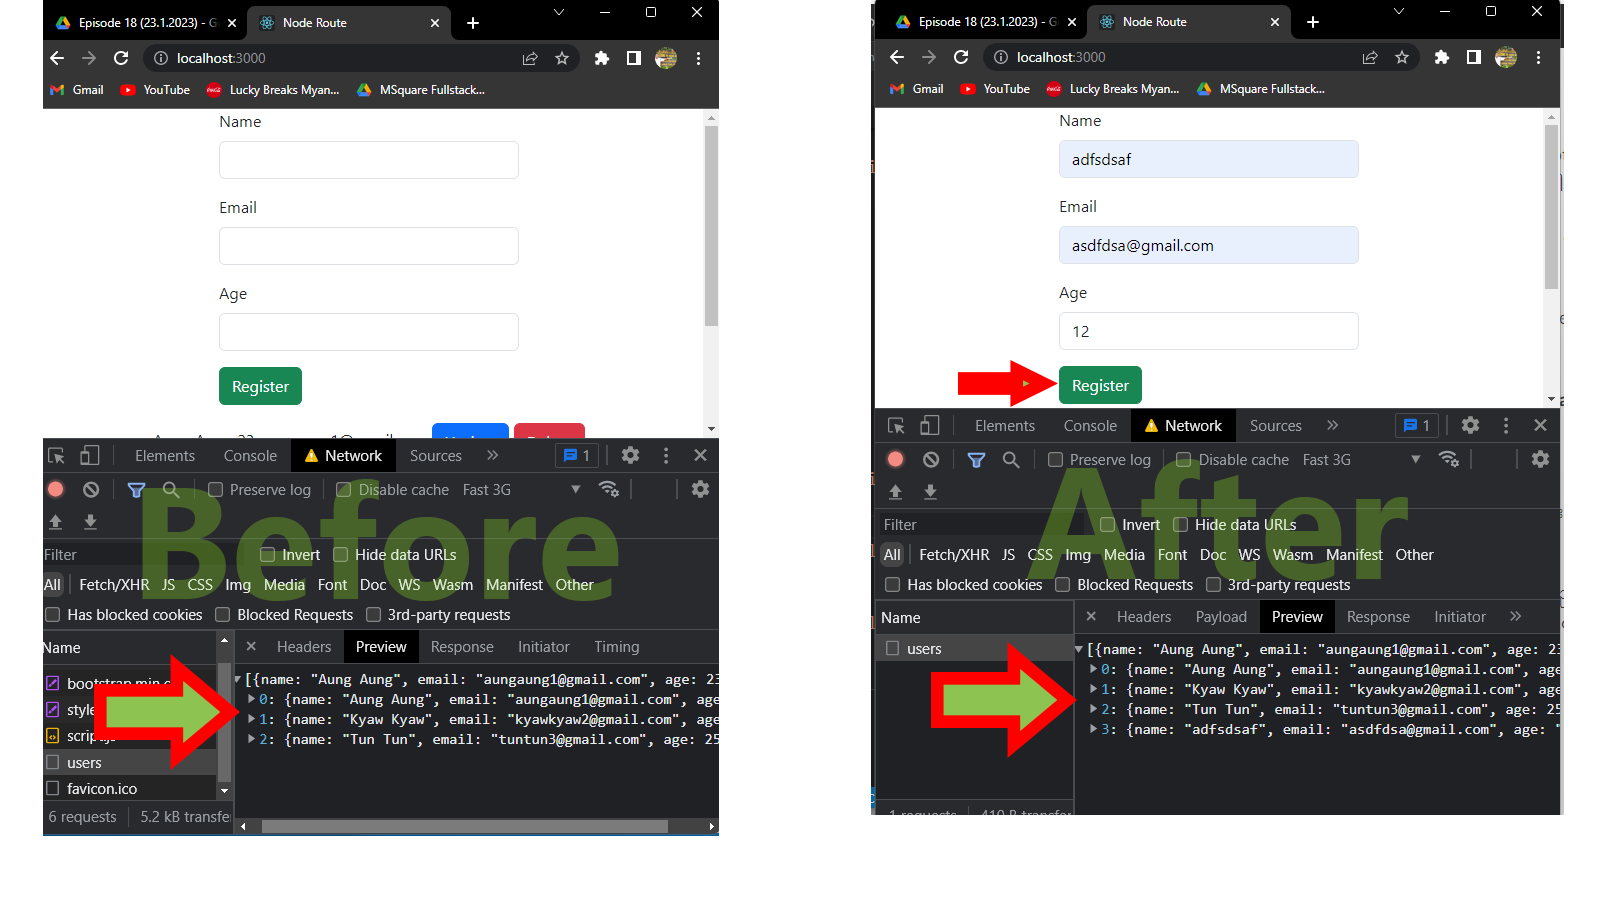 Episode 18 (23.1.2023) - G
Node Route
localhost:3000
Gmail
YouTube
Lucky Breaks Myan...
MSquare Fullstack...
Name
Email
Age
Register
Elements
Console
Network
Sources
1
Preserve log
Disable cache
Fast 3G
Before
Filter
Invert
Hide data URLs
All
Fetch/XHR JS CSS Img Media Font Doc WS Wasm Manifest Other
Has blocked cookies
Blocked Requests
3rd-party requests
Name
Headers
Preview
Response
Initiator
Timing
bootstrap.min.c
style
script.js
users
favicon.ico
[{name: "Aung Aung", email: "aungaung1@gmail.com", age: 23
0: {name: "Aung Aung", email: "aungaung1@gmail.com", age
1: {name: "Kyaw Kyaw", email: "kyawkyaw2@gmail.com", age
2: {name: "Tun Tun", email: "tuntun3@gmail.com", age: 25
6 requests
5.2 kB transfe
Episode 18 (23.1.2023) - G
Node Route
localhost:3000
Gmail
YouTube
Lucky Breaks Myan...
MSquare Fullstack...
Name
adfsdsaf
Email
asdfdsa@gmail.com
Age
12
Register
Elements
Console
Network
Sources
1
Preserve log
Disable cache
Fast 3G
After
Filter
Invert
Hide data URLs
All
Fetch/XHR JS CSS Img Media Font Doc WS Wasm Manifest Other
Has blocked cookies
Blocked Requests
3rd-party requests
Name
Headers
Payload
Preview
Response
Initiator
users
[{name: "Aung Aung", email: "aungaung1@gmail.com", age: 23
0: {name: "Aung Aung", email: "aungaung1@gmail.com", age
1: {name: "Kyaw Kyaw", email: "kyawkyaw2@gmail.com", age
2: {name: "Tun Tun", email: "tuntun3@gmail.com", age: 25
3: {name: "adfsdsaf", email: "asdfdsa@gmail.com", age: "
1 requests
410 B transfer